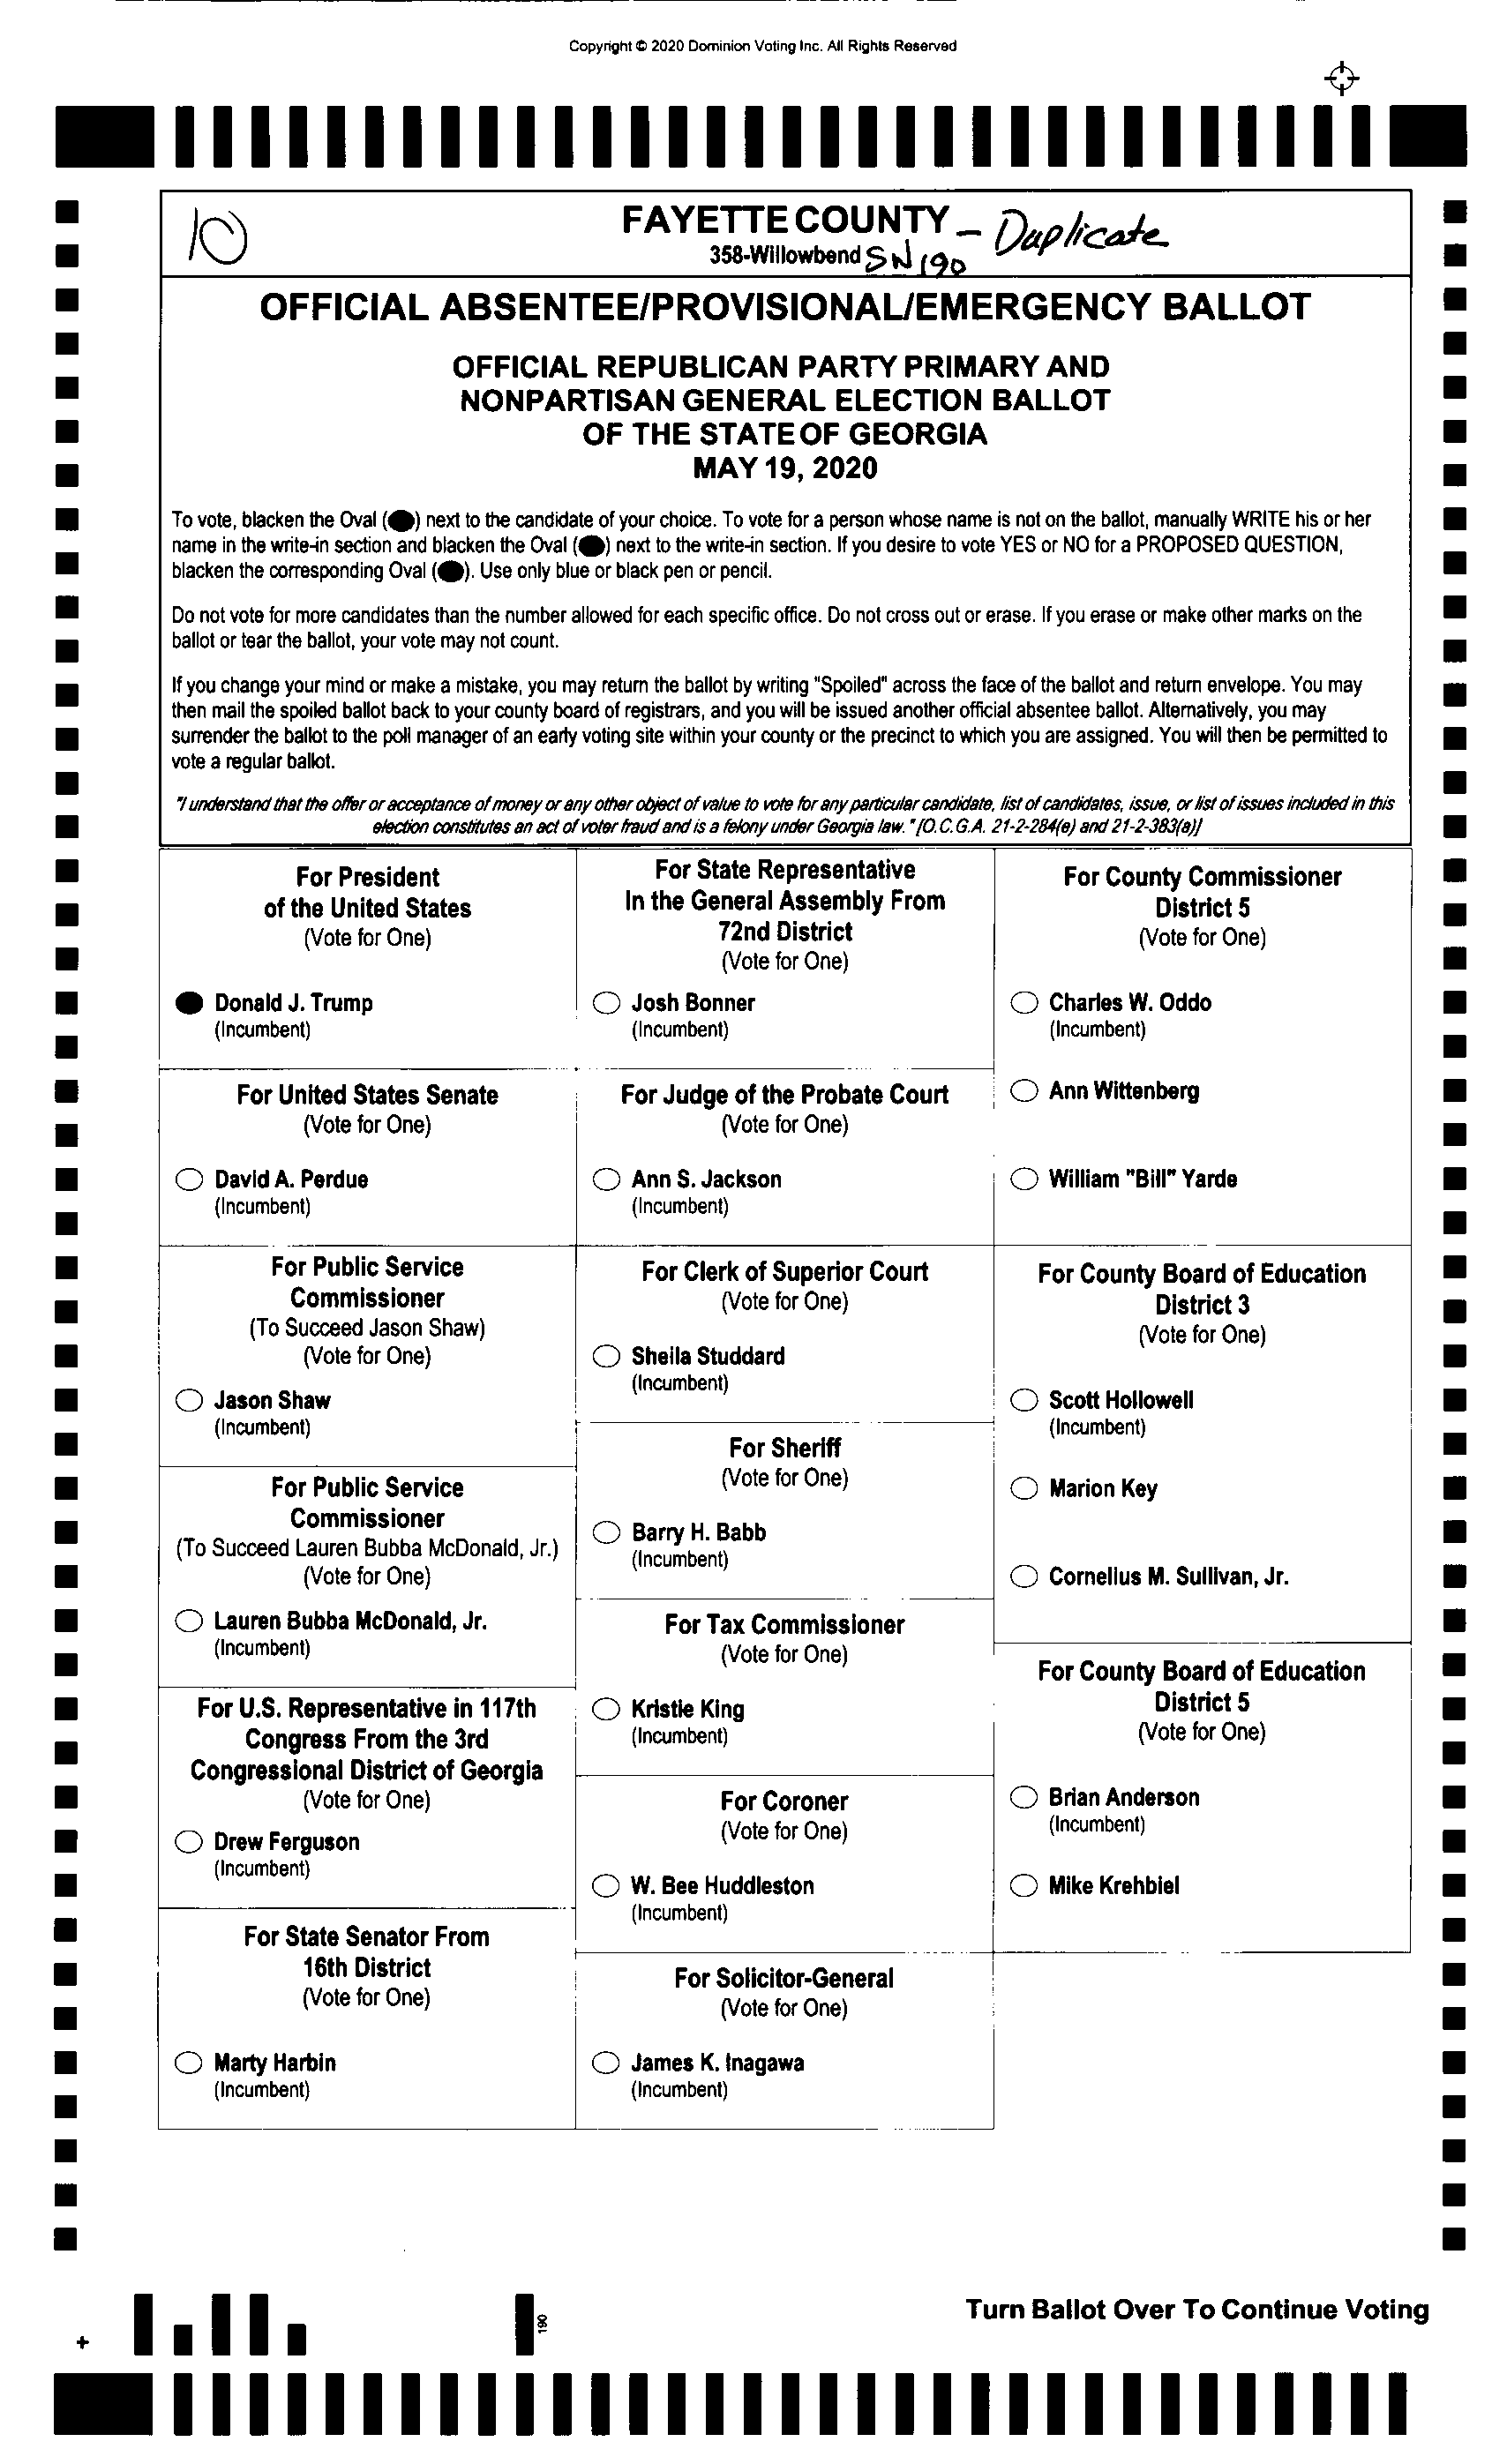 Copyright © 2020 Dominion Voting Inc. All Rights Reserved
10
FAYETTE COUNTY – Duplicate
358-Willowbend SN 190
OFFICIAL ABSENTEE/PROVISIONAL/EMERGENCY BALLOT
OFFICIAL REPUBLICAN PARTY PRIMARY AND
NONPARTISAN GENERAL ELECTION BALLOT
OF THE STATE OF GEORGIA
MAY 19, 2020
To vote, blacken the Oval (●) next to the candidate of your choice. To vote for a person whose name is not on the ballot, manually WRITE his or her
name in the write-in section and blacken the Oval (●) next to the write-in section. If you desire to vote YES or NO for a PROPOSED QUESTION,
blacken the corresponding Oval (●). Use only blue or black pen or pencil.
Do not vote for more candidates than the number allowed for each specific office. Do not cross out or erase. If you erase or make other marks on the
ballot or tear the ballot, your vote may not count.
If you change your mind or make a mistake, you may return the ballot by writing "Spoiled" across the face of the ballot and return envelope. You may
then mail the spoiled ballot back to your county board of registrars, and you will be issued another official absentee ballot. Alternatively, you may
surrender the ballot to the poll manager of an early voting site within your county or the precinct to which you are assigned. You will then be permitted to
vote a regular ballot.
"I understand that the offer or acceptance of money or any other object of value to vote for any particular candidate, list of candidates, issue, or list of issues included in this
election constitutes an act of voter fraud and is a felony under Georgia law. "[O.C.G.A. 21-2-284(e) and 21-2-383(a)]
For President
of the United States
(Vote for One)
Donald J. Trump
(Incumbent)
For United States Senate
(Vote for One)
David A. Perdue
(Incumbent)
For Public Service
Commissioner
(To Succeed Jason Shaw)
(Vote for One)
Jason Shaw
(Incumbent)
For Public Service
Commissioner
(To Succeed Lauren Bubba McDonald, Jr.)
(Vote for One)
Lauren Bubba McDonald, Jr.
(Incumbent)
For U.S. Representative in 117th
Congress From the 3rd
Congressional District of Georgia
(Vote for One)
Drew Ferguson
(Incumbent)
For State Senator From
16th District
(Vote for One)
Marty Harbin
(Incumbent)
For State Representative
In the General Assembly From
72nd District
(Vote for One)
Josh Bonner
(Incumbent)
For Judge of the Probate Court
(Vote for One)
Ann S. Jackson
(Incumbent)
For Clerk of Superior Court
(Vote for One)
Sheila Studdard
(Incumbent)
For Sheriff
(Vote for One)
Barry H. Babb
(Incumbent)
For Tax Commissioner
(Vote for One)
Kristie King
(Incumbent)
For Coroner
(Vote for One)
W. Bee Huddleston
(Incumbent)
For Solicitor-General
(Vote for One)
James K. Inagawa
(Incumbent)
For County Commissioner
District 5
(Vote for One)
Charles W. Oddo
(Incumbent)
Ann Wittenberg
William "Bill" Yarde
For County Board of Education
District 3
(Vote for One)
Scott Hollowell
(Incumbent)
Marion Key
Cornelius M. Sullivan, Jr.
For County Board of Education
District 5
(Vote for One)
Brian Anderson
(Incumbent)
Mike Krehbiel
190
Turn Ballot Over To Continue Voting